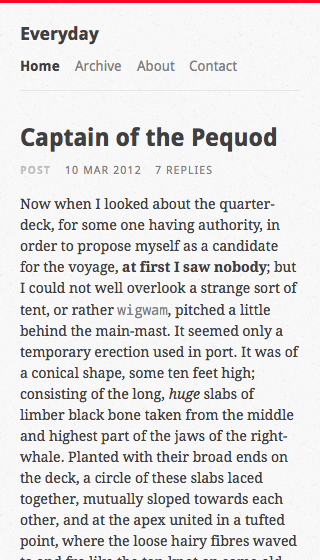 Everyday
Home Archive About Contact
Captain of the Pequod
POST 10 MAR 2012 7 REPLIES
Now when I looked about the quarter-
deck, for some one having authority, in
order to propose myself as a candidate
for the voyage, at first I saw nobody; but
I could not well overlook a strange sort of
tent, or rather wigwam, pitched a little
behind the main-mast. It seemed only a
temporary erection used in port. It was of
a conical shape, some ten feet high;
consisting of the long, huge slabs of
limber black bone taken from the middle
and highest part of the jaws of the right-
whale. Planted with their broad ends on
the deck, a circle of these slabs laced
together, mutually sloped towards each
other, and at the apex united in a tufted
point, where the loose hairy fibres waved